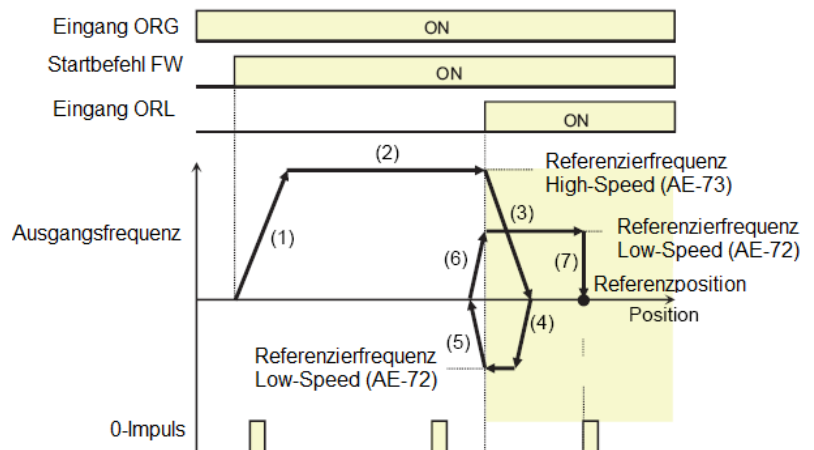 Eingang ORG
ON
Startbefehl FW
ON
Eingang ORL
ON
(2)
Referenzierfrequenz
High-Speed (AE-73)
(3)
Referenzierfrequenz
Low-Speed (AE-72)
Ausgangsfrequenz
(1)
(6)
(7)
Referenzposition
Position
(5)
(4)
Referenzierfrequenz
Low-Speed (AE-72)
0-Impuls